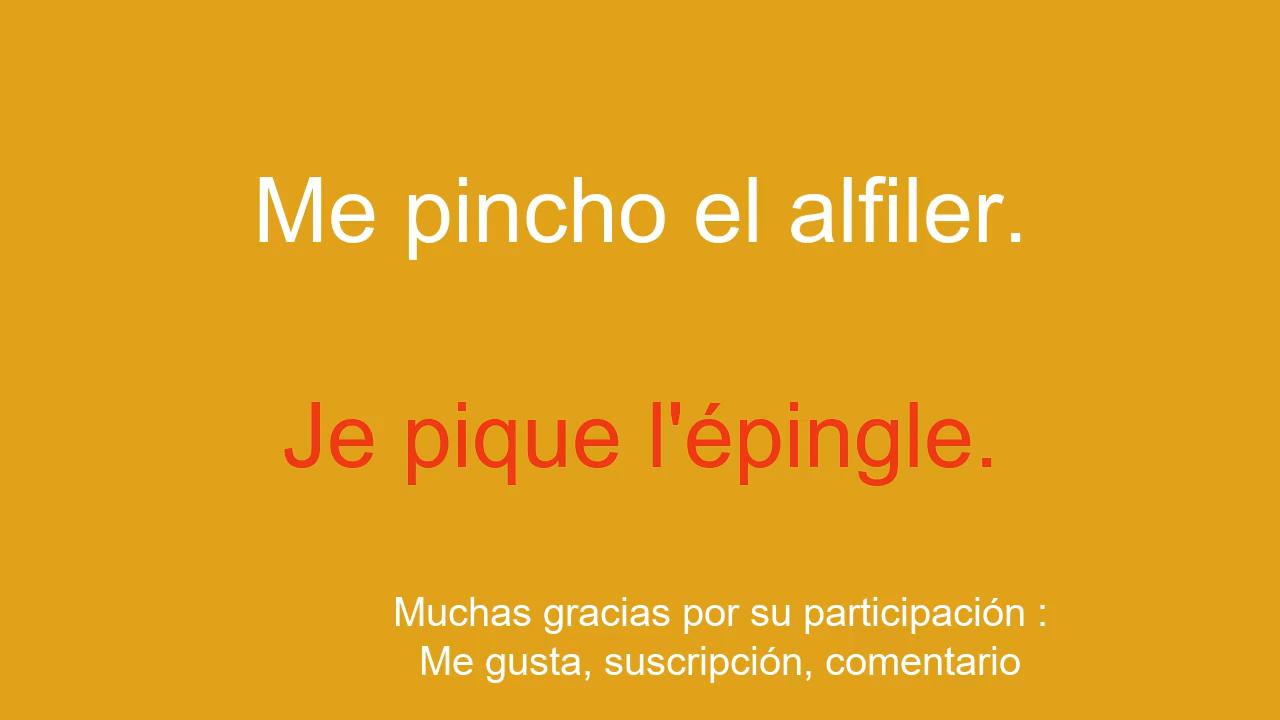 Me pincho el alfiler.
Je pique l'épingle.
Muchas gracias por su participación :
Me gusta, suscripción, comentario